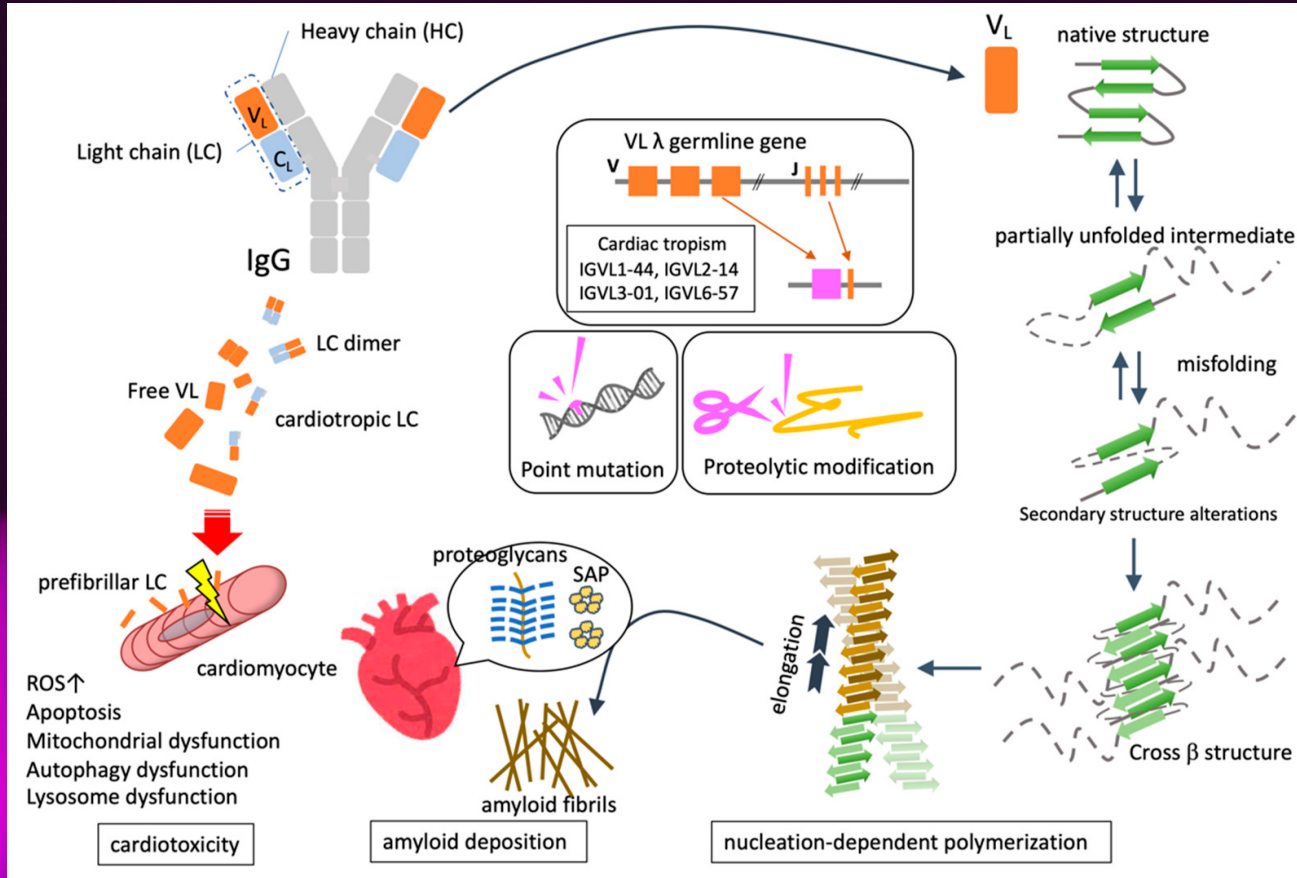 Heavy chain (HC)
VL
CL
Light chain (LC)
IgG
LC dimer
Free VL
cardiotropic LC
prefibrillar LC
cardiomyocyte
ROS↑
Apoptosis
Mitochondrial dysfunction
Autophagy dysfunction
Lysosome dysfunction
cardiotoxicity
VL λ germline gene
V
J
Cardiac tropism
IGVL1-44, IGVL2-14
IGVL3-01, IGVL6-57
Point mutation
Proteolytic modification
VL
native structure
partially unfolded intermediate
misfolding
Secondary structure alterations
Cross β structure
elongation
nucleation-dependent polymerization
proteoglycans
SAP
amyloid fibrils
amyloid deposition